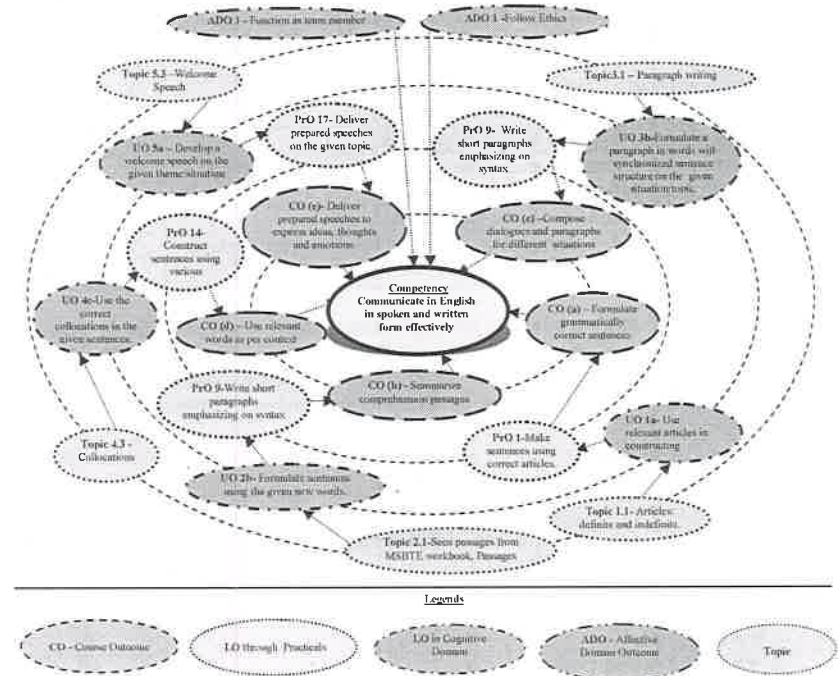 ADO 3 - Function as team member
ADO 1 -Follow Ethics
Topic 5.3 -Welcome
Speech
Topic3.1 – Paragraph writing
PrO 17- Deliver
prepared speeches
on the given topic
PrO 9- Write
short paragraphs
emphasizing on
syntax
UO 5a – Develop a
welcome speech on the
given theme/situation
UO 3b-Formulate a
paragraph in words with
synchronized sentence
structure on the given
situation/topic.
CO (e)- Deliver
prepared speeches to
express ideas, thoughts
and emotions
CO (c) –Compose
dialogues and paragraphs
for different situations
PrO 14-
Construct
sentences using
various
Competency
Communicate in English
in spoken and written
form effectively
UO 4c-Use the
correct
collocations in the
given sentences.
CO (d) – Use relevant
words as per context
CO (a) – Formulate
grammatically
correct sentences
CO (b) – Summarize
comprehension passages
PrO 9-Write short
paragraphs
emphasizing on syntax
UO 1a- Use
relevant articles in
constructing
PrO 1-Make
sentences using
correct articles.
Topic 4.3 -
Collocations
UO 2b- Formulate sentences
using the given new words.
Topic 1.1- Articles:
definite and indefinite.
Topic 2.1-Seen passages from
MSBTE workbook, Passages
Legends
CO - Course Outcome
LO through Practicals
LO in Cognitive
Domain
ADO - Affective
Domain Outcome
Topic